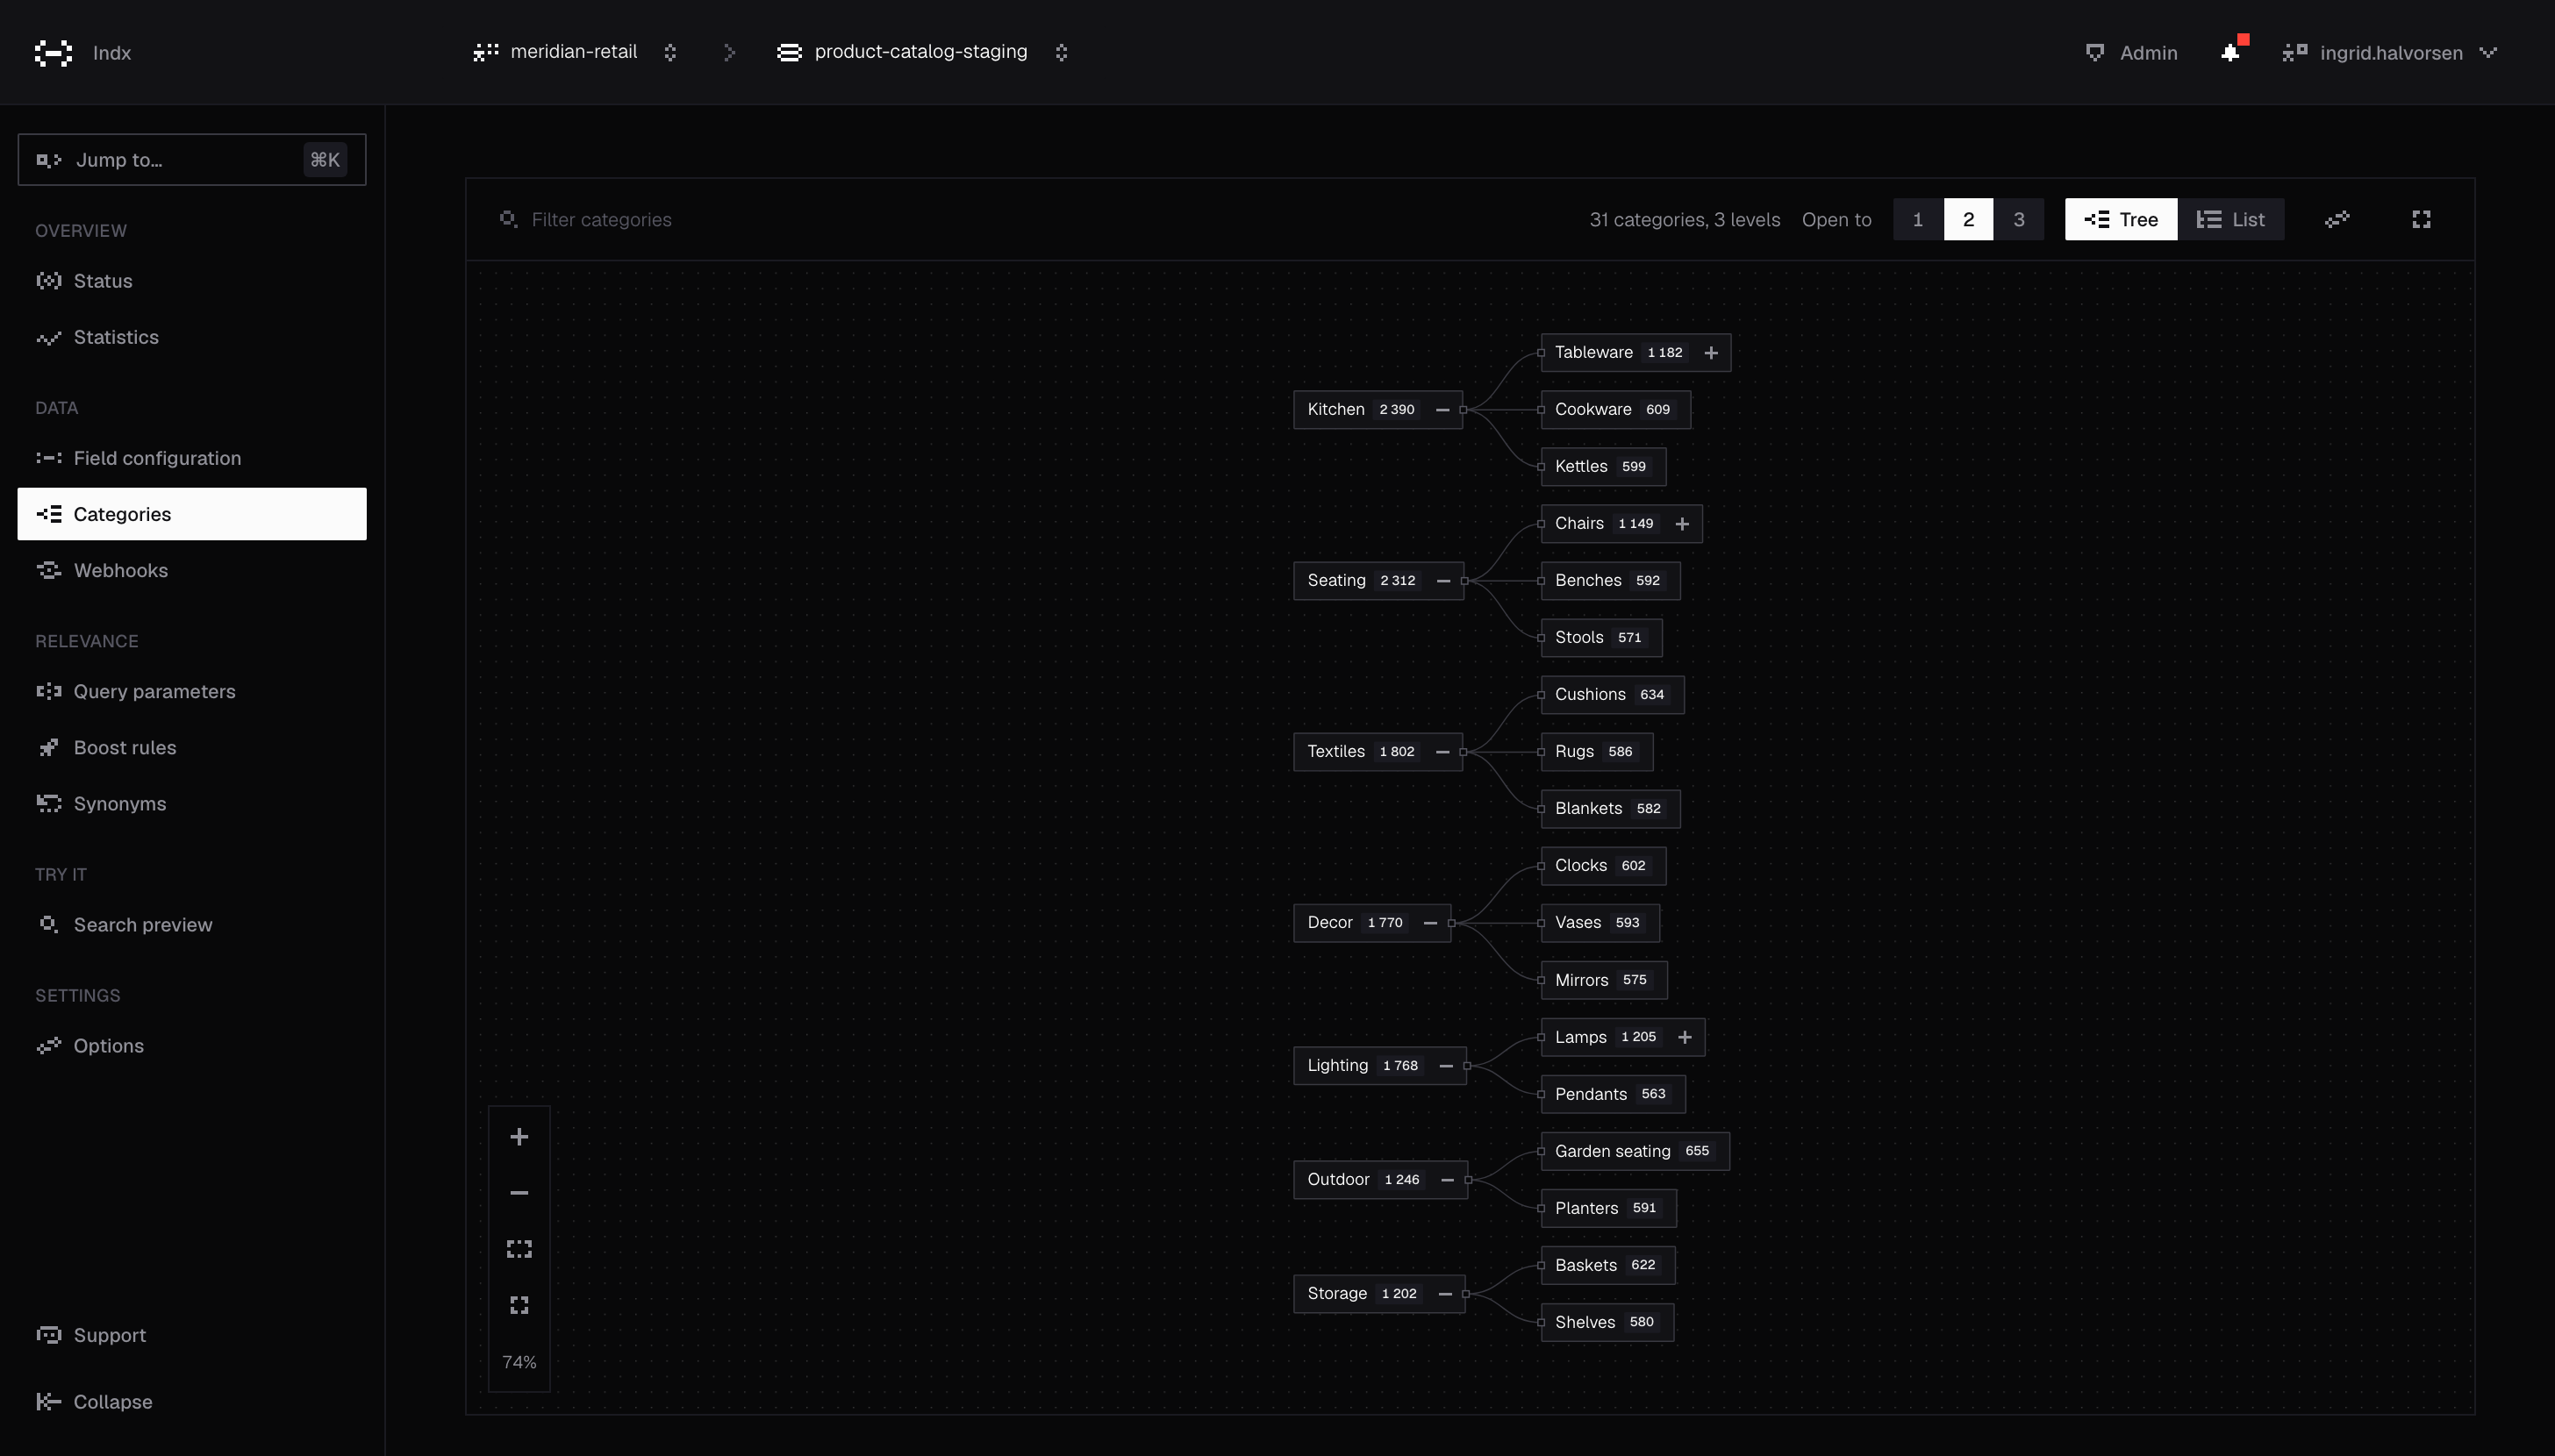 Indx
meridian-retail
product-catalog-staging
Admin
ingrid.halvorsen
Jump to...
⌘K
OVERVIEW
Status
Statistics
DATA
Field configuration
Categories
Webhooks
RELEVANCE
Query parameters
Boost rules
Synonyms
TRY IT
Search preview
SETTINGS
Options
Support
Collapse
Filter categories
31 categories, 3 levels
Open to
1
2
3
Tree
List
Kitchen 2 390
Tableware 1 182
Cookware 609
Kettles 599
Seating 2 312
Chairs 1 149
Benches 592
Stools 571
Textiles 1 802
Cushions 634
Rugs 586
Blankets 582
Decor 1 770
Clocks 602
Vases 593
Mirrors 575
Lighting 1 768
Lamps 1 205
Pendants 563
Outdoor 1 246
Garden seating 655
Planters 591
Storage 1 202
Baskets 622
Shelves 580
74%